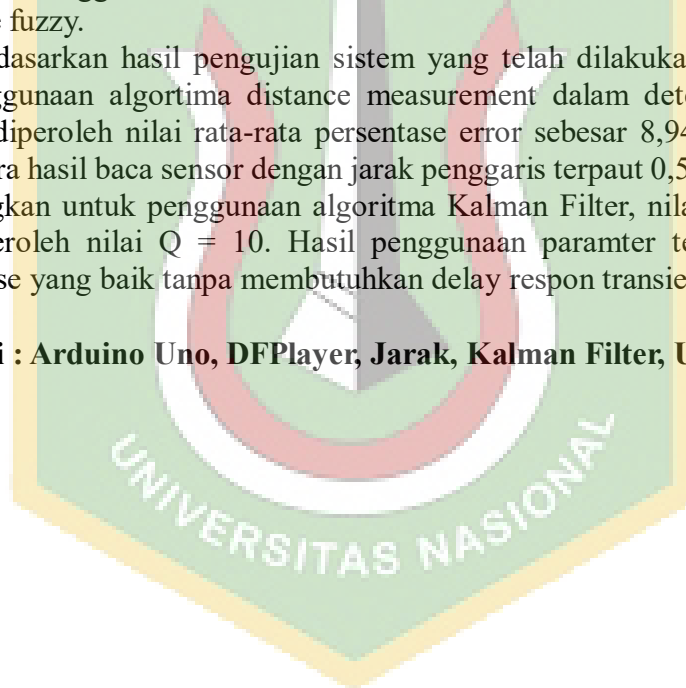 fuzzy.
dasarkan hasil pengujian sistem yang telah dilakuka
ggunaan algortima distance measurement dalam dete
diperoleh nilai rata-rata persentase error sebesar 8,94
ra hasil baca sensor dengan jarak penggaris terpaut 0,5
gkan untuk penggunaan algoritma Kalman Filter, nila
eroleh nilai Q = 10. Hasil penggunaan paramter te
se yang baik tanpa membutuhkan delay respon transie
i : Arduino Uno, DFPlayer, Jarak, Kalman Filter, U
UNIVERSITAS NASIONAL